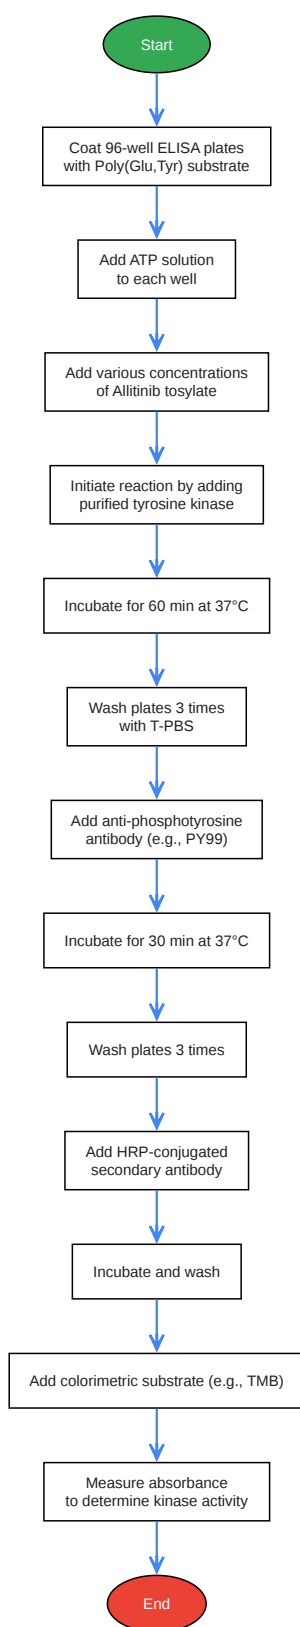 Start
Coat 96-well ELISA plates
with Poly(Glu,Tyr) substrate
Add ATP solution
to each well
Add various concentrations
of Allitinib tosylate
Initiate reaction by adding
purified tyrosine kinase
Incubate for 60 min at 37°C
Wash plates 3 times
with T-PBS
Add anti-phosphotyrosine
antibody (e.g., PY99)
Incubate for 30 min at 37°C
Wash plates 3 times
Add HRP-conjugated
secondary antibody
Incubate and wash
Add colorimetric substrate (e.g., TMB)
Measure absorbance
to determine kinase activity
End